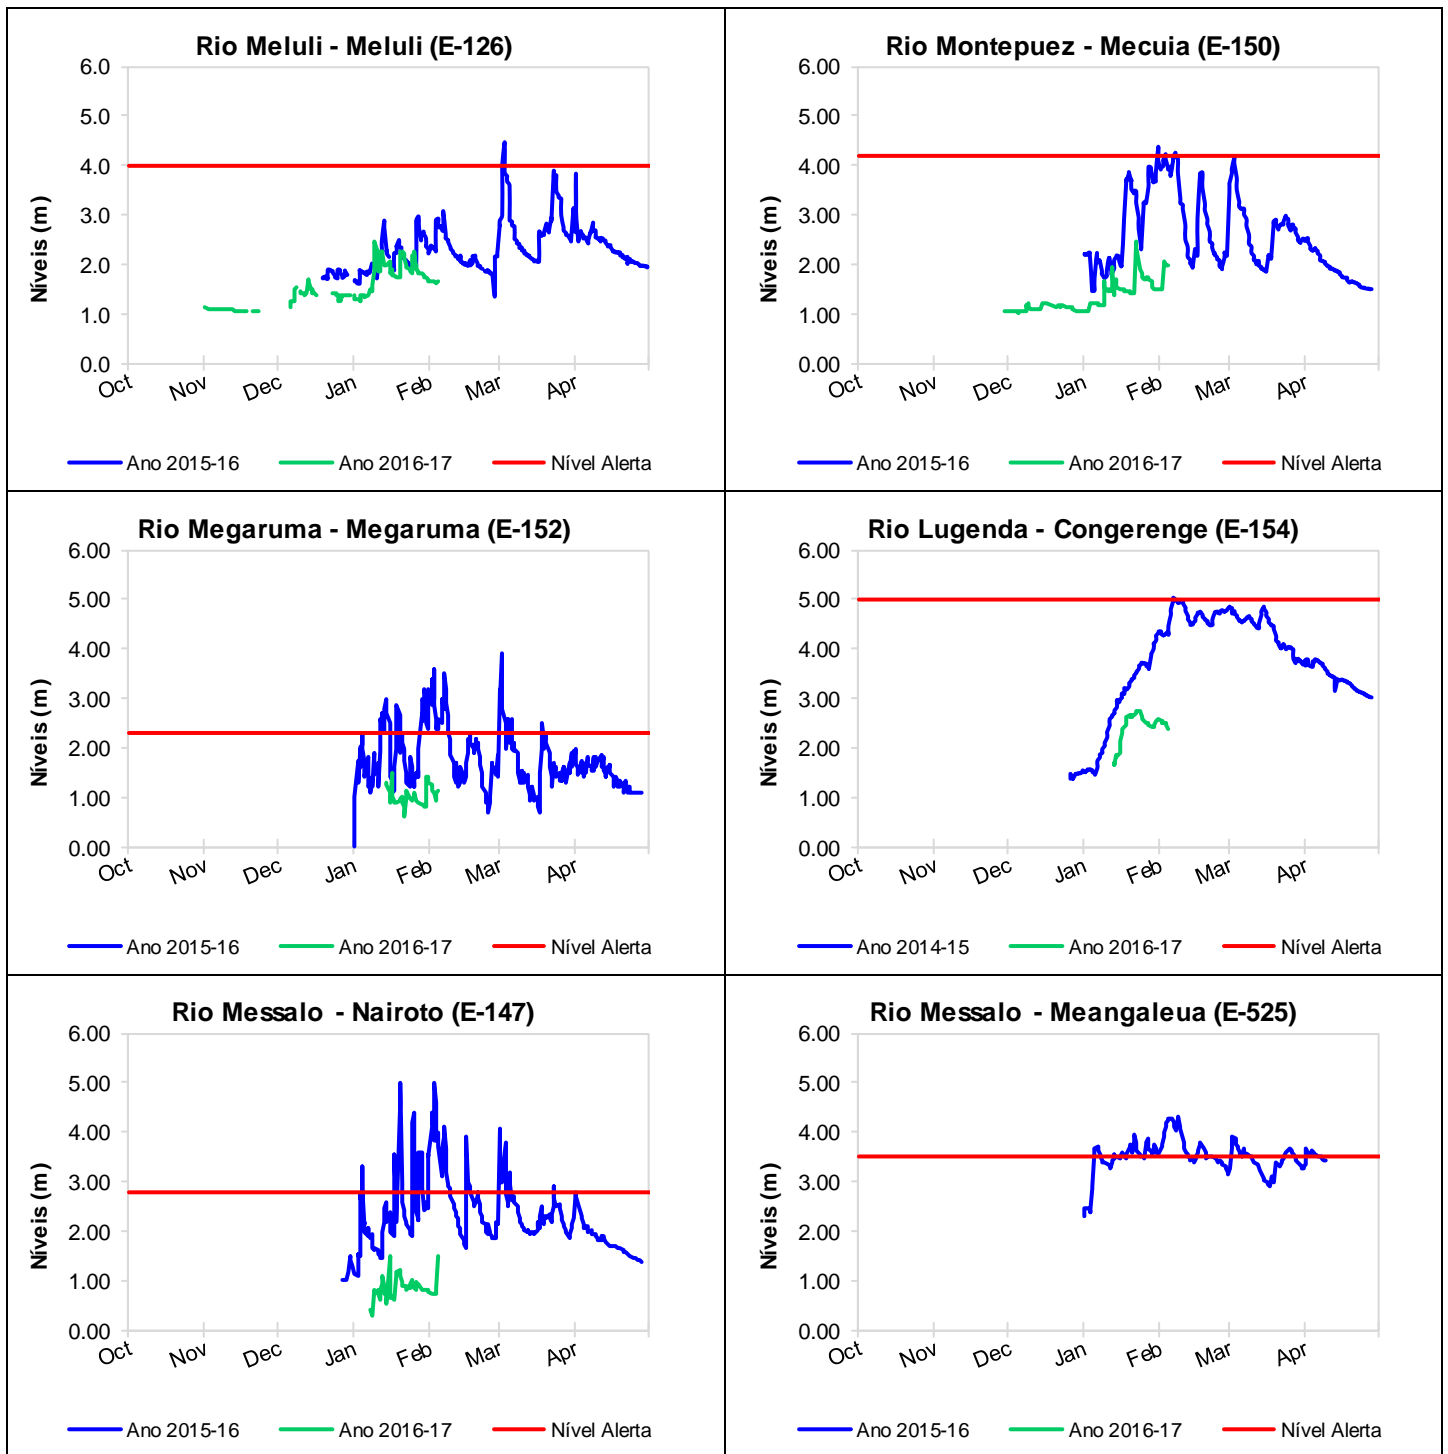 Rio Meluli - Meluli (E-126)
6.0
5.0
4.0
3.0
2.0
1.0
0.0
Níveis (m)
Oct Nov Dec Jan Feb Mar Apr
Ano 2015-16 Ano 2016-17 Nível Alerta
Rio Montepuez - Mecuia (E-150)
6.00
5.00
4.00
3.00
2.00
1.00
0.00
Níveis (m)
Oct Nov Dec Jan Feb Mar Apr
Ano 2015-16 Ano 2016-17 Nível Alerta
Rio Megaruma - Megaruma (E-152)
6.00
5.00
4.00
3.00
2.00
1.00
0.00
Níveis (m)
Oct Nov Dec Jan Feb Mar Apr
Ano 2015-16 Ano 2016-17 Nível Alerta
Rio Lugenda - Congerenge (E-154)
6.00
5.00
4.00
3.00
2.00
1.00
0.00
Níveis (m)
Oct Nov Dec Jan Feb Mar Apr
Ano 2014-15 Ano 2016-17 Nível Alerta
Rio Messalo - Nairoto (E-147)
6.00
5.00
4.00
3.00
2.00
1.00
0.00
Níveis (m)
Oct Nov Dec Jan Feb Mar Apr
Ano 2015-16 Ano 2016-17 Nível Alerta
Rio Messalo - Meangaleua (E-525)
6.00
5.00
4.00
3.00
2.00
1.00
0.00
Níveis (m)
Oct Nov Dec Jan Feb Mar Apr
Ano 2015-16 Ano 2016-17 Nível Alerta